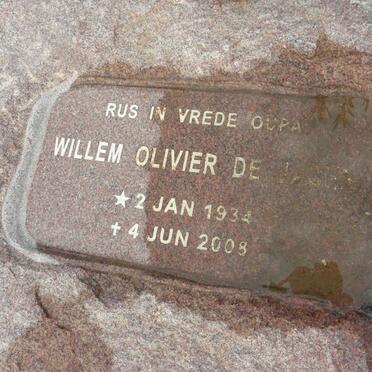 RUS IN VREDE OUPA
WILLEM OLIVIER DE
★ 2 JAN 1934
✝ 4 JUN 2008